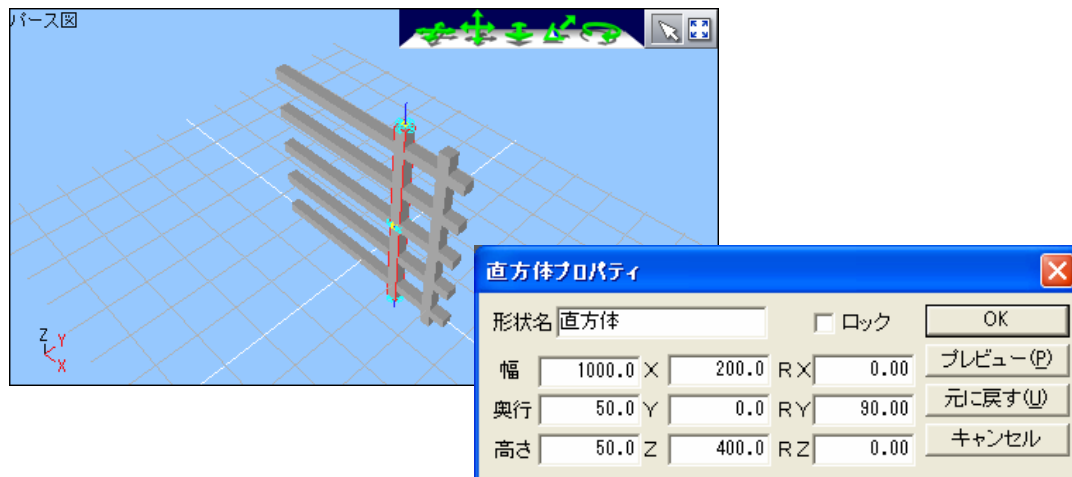 パース図
Z
Y
X
直方体プロパティ
形状名 直方体 ロック OK
幅 1000.0 X 200.0 RX 0.00 プレビュー(P)
奥行 50.0 Y 0.0 RY 90.00 元に戻す(U)
高さ 50.0 Z 400.0 RZ 0.00 キャンセル